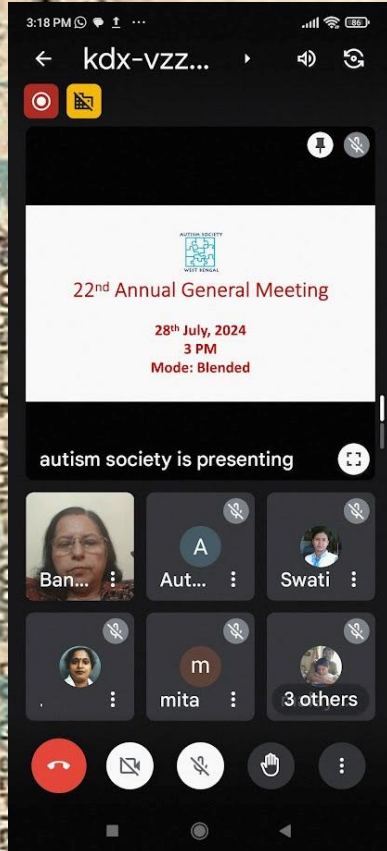 3:18 PM
86
kdx-vzz...
AUTISM SOCIETY
WEST BENGAL
22nd Annual General Meeting
28th July, 2024
3 PM
Mode: Blended
autism society is presenting
Ban...
A
Aut...
Swati
.
m
mita
3 others